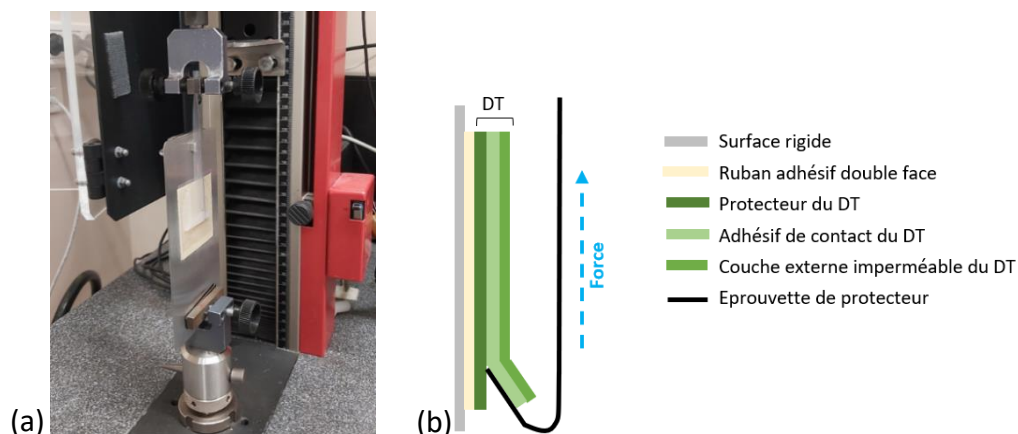 DT
Surface rigide
Ruban adhésif double face
Protecteur du DT
Adhésif de contact du DT
Couche externe imperméable du DT
Eprouvette de protecteur
Force
(a)
(b)